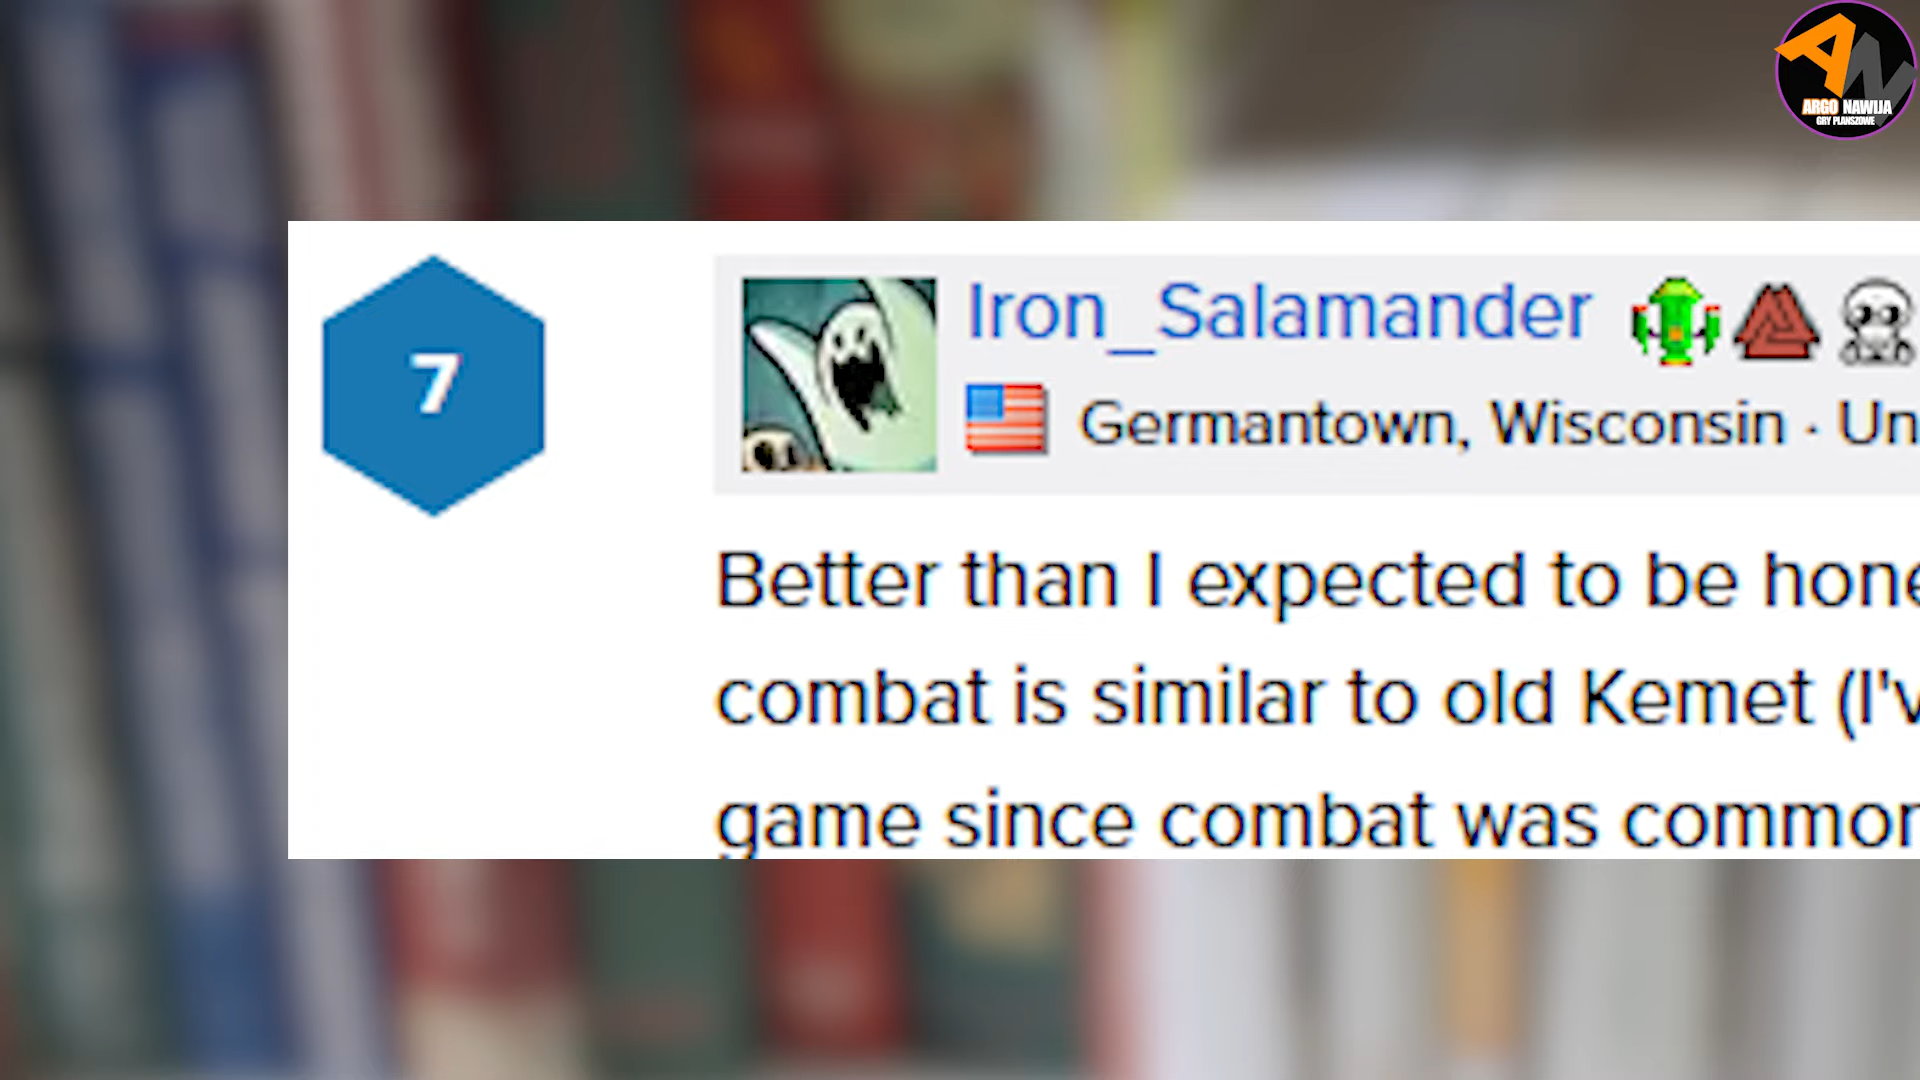 ARGO NAWIJA
GRY PLANSZOWE
7
Iron_Salamander
Germantown, Wisconsin · Un
Better than I expected to be hone
combat is similar to old Kemet (I'v
game since combat was common